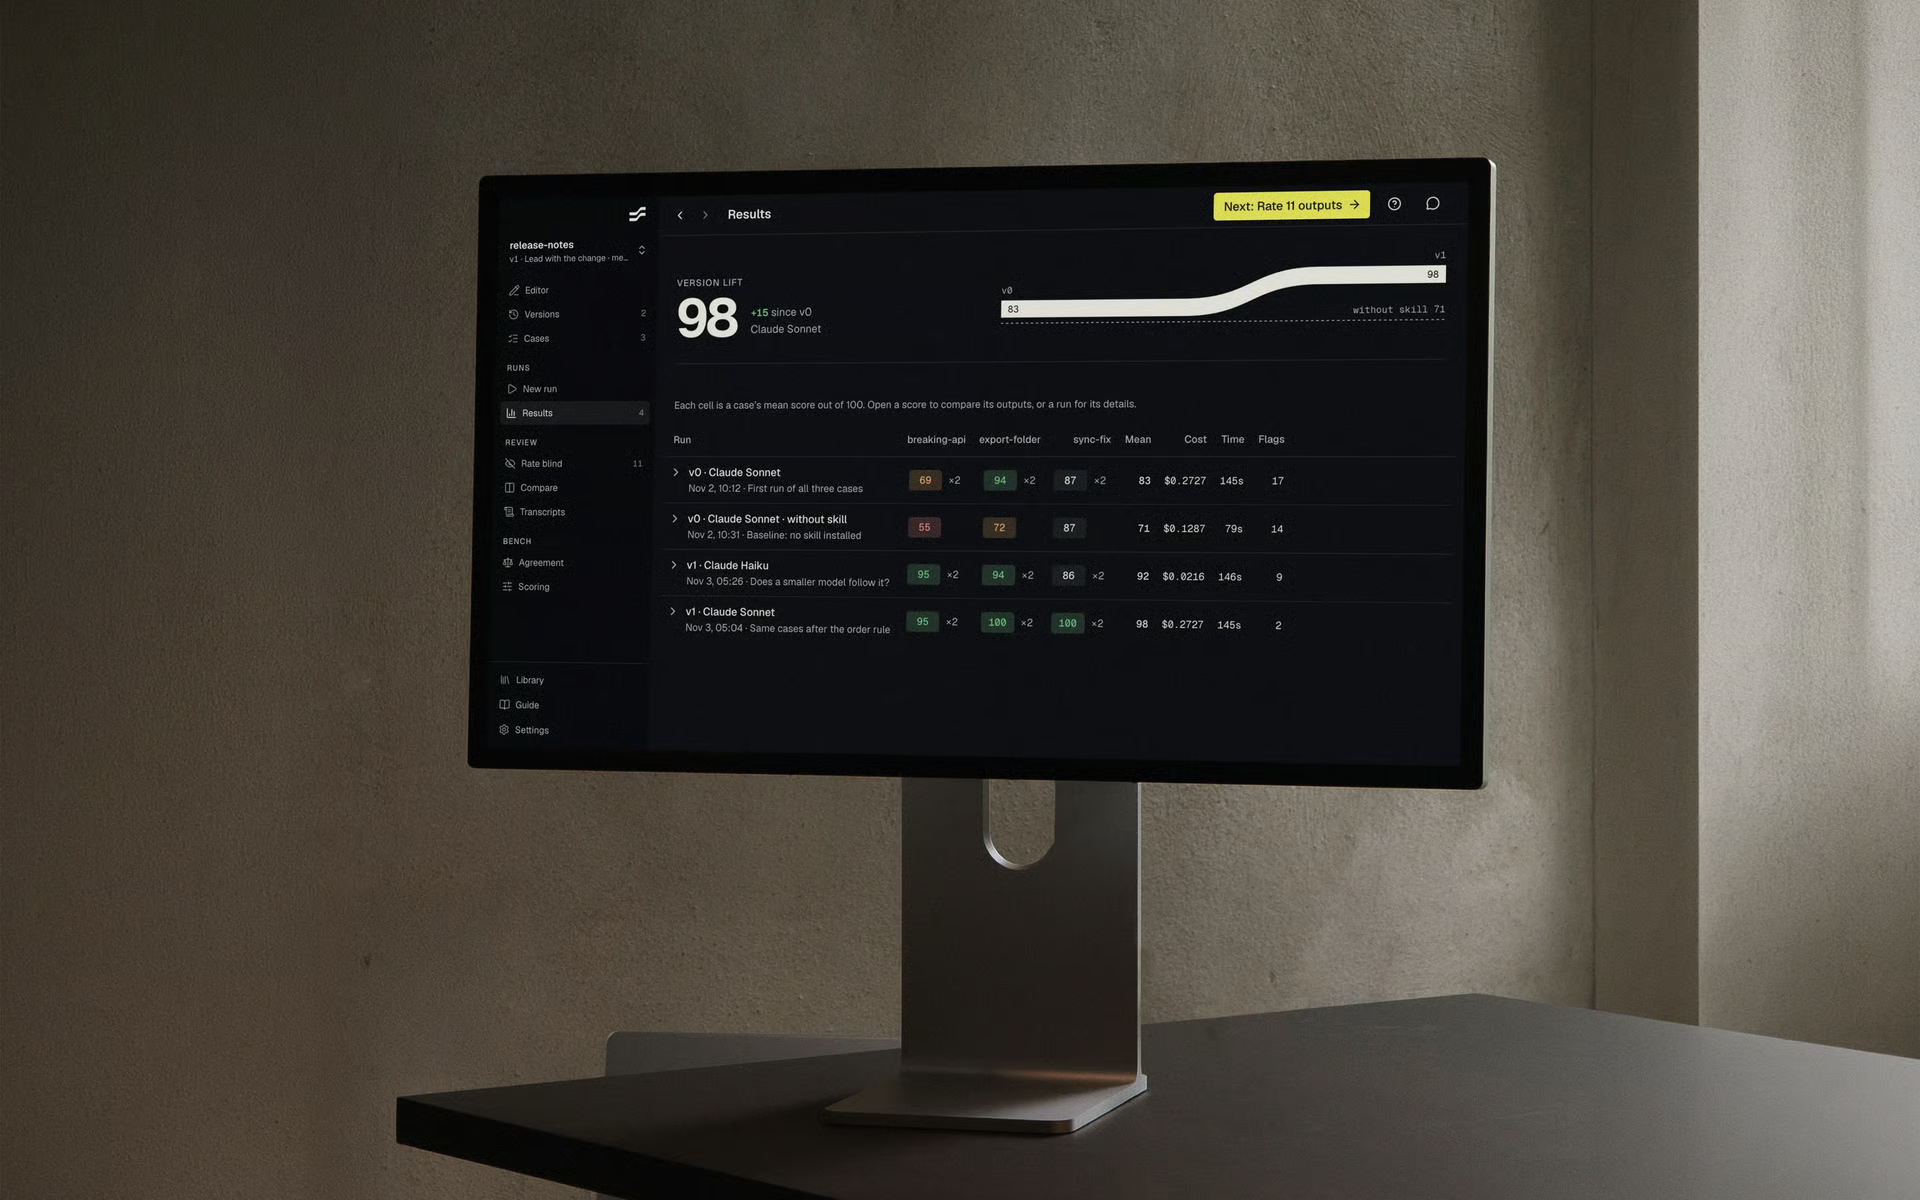 Results
Next: Rate 11 outputs →
release-notes
v1 · Lead with the change · me…
Editor
Versions 2
Cases 3
RUNS
New run
Results 4
REVIEW
Rate blind 11
Compare
Transcripts
BENCH
Agreement
Scoring
Library
Guide
Settings
VERSION LIFT
98
+15 since v0
Claude Sonnet
v0
83
v1
98
without skill 71
Each cell is a case's mean score out of 100. Open a score to compare its outputs, or a run for its details.
Run breaking-api export-folder sync-fix Mean Cost Time Flags
v0 · Claude Sonnet
Nov 2, 10:12 · First run of all three cases
69 ×2 94 ×2 87 ×2 83 $0.2727 145s 17
v0 · Claude Sonnet · without skill
Nov 2, 10:31 · Baseline: no skill installed
55 72 87 71 $0.1287 79s 14
v1 · Claude Haiku
Nov 3, 05:26 · Does a smaller model follow it?
95 ×2 94 ×2 86 ×2 92 $0.0216 146s 9
v1 · Claude Sonnet
Nov 3, 05:04 · Same cases after the order rule
95 ×2 100 ×2 100 ×2 98 $0.2727 145s 2